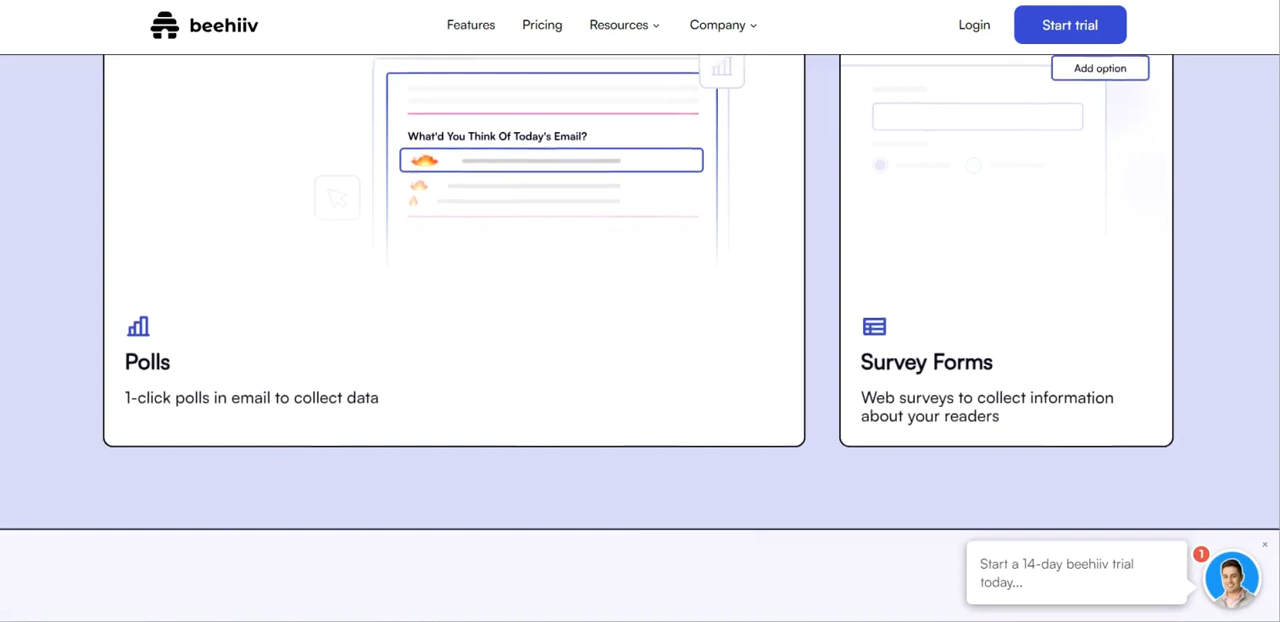 beehiiv
Features Pricing Resources Company
Login Start trial
Add option
What'd You Think Of Today's Email?
Polls
1-click polls in email to collect data
Survey Forms
Web surveys to collect information
about your readers
Start a 14-day beehiiv trial
today...
1